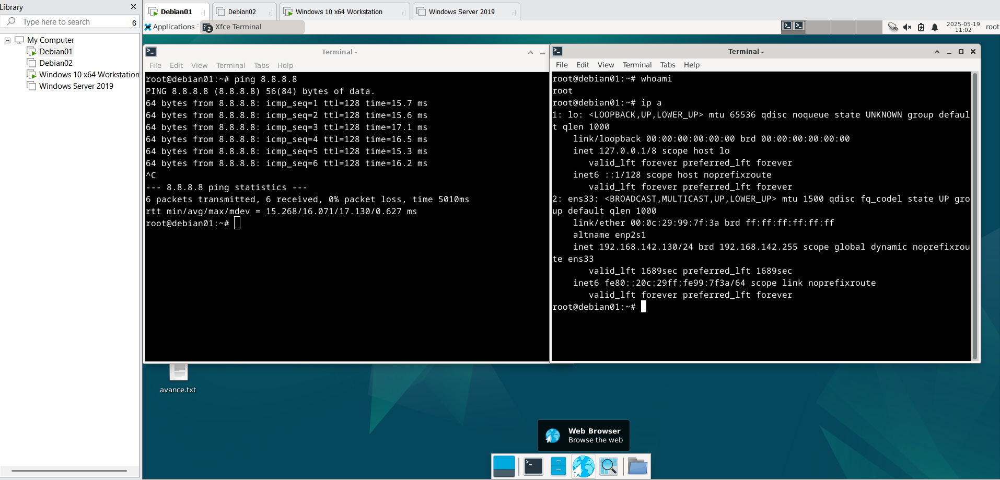 Library
Type here to search
6
My Computer
Debian01
Debian02
Windows 10 x64 Workstation
Windows Server 2019
Debian01
Debian02
Windows 10 x64 Workstation
Windows Server 2019
Applications
2
Xfce Terminal
2025-05-19
11:02
root
Terminal -
File Edit View Terminal Tabs Help
root@debian01:~# ping 8.8.8.8
PING 8.8.8.8 (8.8.8.8) 56(84) bytes of data.
64 bytes from 8.8.8.8: icmp_seq=1 ttl=128 time=15.7 ms
64 bytes from 8.8.8.8: icmp_seq=2 ttl=128 time=15.6 ms
64 bytes from 8.8.8.8: icmp_seq=3 ttl=128 time=17.1 ms
64 bytes from 8.8.8.8: icmp_seq=4 ttl=128 time=16.5 ms
64 bytes from 8.8.8.8: icmp_seq=5 ttl=128 time=15.3 ms
64 bytes from 8.8.8.8: icmp_seq=6 ttl=128 time=16.2 ms
^C
--- 8.8.8.8 ping statistics ---
6 packets transmitted, 6 received, 0% packet loss, time 5010ms
rtt min/avg/max/mdev = 15.268/16.071/17.130/0.627 ms
root@debian01:~#
Terminal -
File Edit View Terminal Tabs Help
root@debian01:~# whoami
root
root@debian01:~# ip a
1: lo: <LOOPBACK,UP,LOWER_UP> mtu 65536 qdisc noqueue state UNKNOWN group defaul
t qlen 1000
link/loopback 00:00:00:00:00:00 brd 00:00:00:00:00:00
inet 127.0.0.1/8 scope host lo
valid_lft forever preferred_lft forever
inet6 ::1/128 scope host noprefixroute
valid_lft forever preferred_lft forever
2: ens33: <BROADCAST,MULTICAST,UP,LOWER_UP> mtu 1500 qdisc fq_codel state UP gro
up default qlen 1000
link/ether 00:0c:29:99:7f:3a brd ff:ff:ff:ff:ff:ff
altname enp2s1
inet 192.168.142.130/24 brd 192.168.142.255 scope global dynamic noprefixrou
te ens33
valid_lft 1689sec preferred_lft 1689sec
inet6 fe80::20c:29ff:fe99:7f3a/64 scope link noprefixroute
valid_lft forever preferred_lft forever
root@debian01:~#
avance.txt
Web Browser
Browse the web